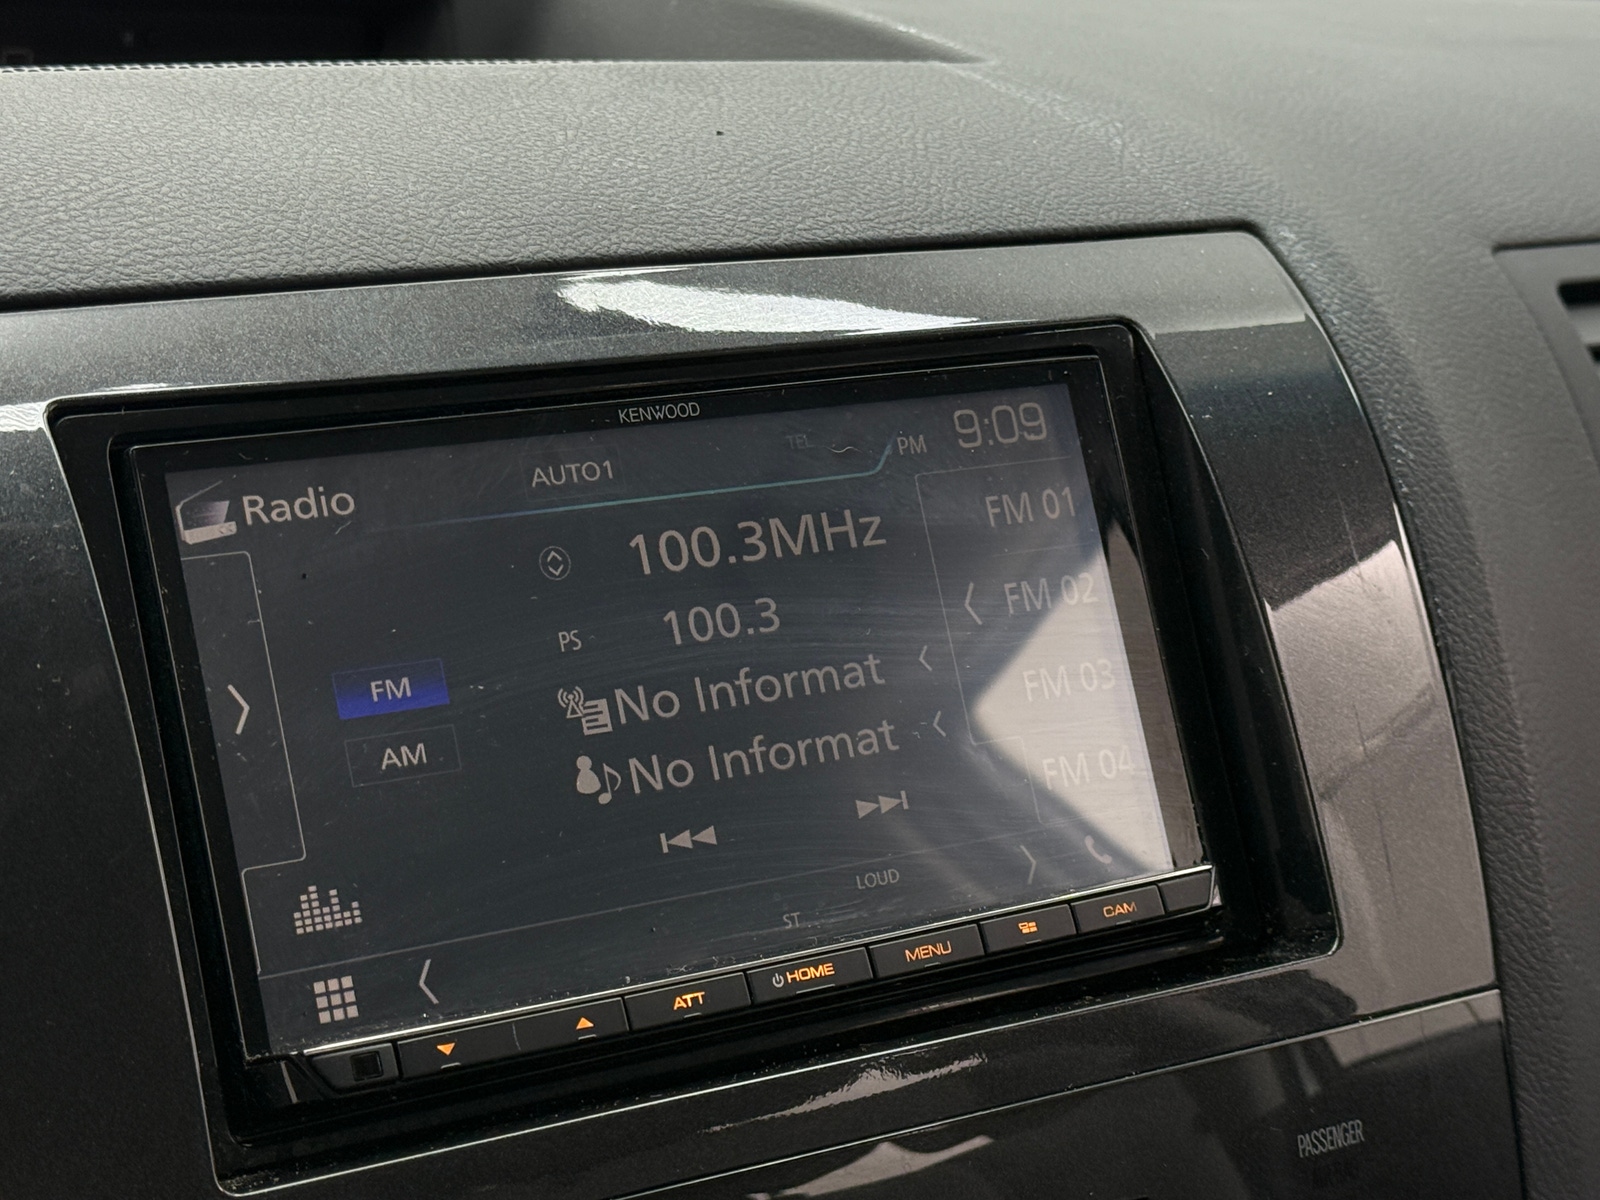 KENWOOD
Radio
AUTO1
TEL
PM
9:09
100.3MHz
PS
100.3
No Informat
No Informat
FM
AM
FM 01
FM 02
FM 03
FM 04
LOUD
ST
ATT
HOME
MENU
CAM
PASSENGER